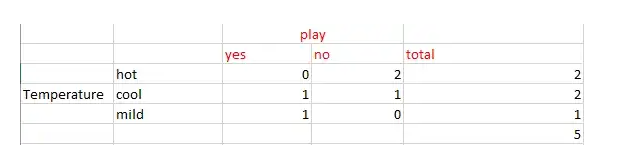 play
yes no total
hot 0 2 2
Temperature cool 1 1 2
mild 1 0 1
5